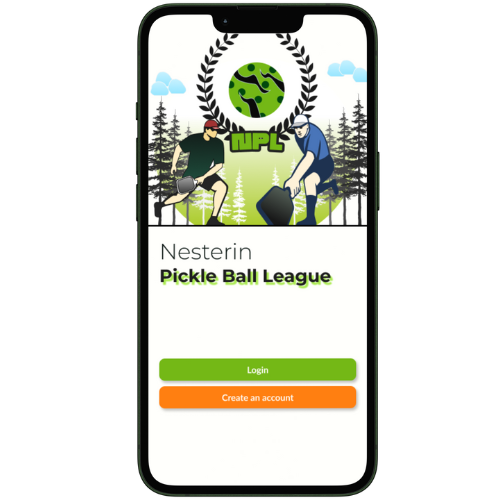 NPL
Nesterin
Pickle Ball League
Login
Create an account